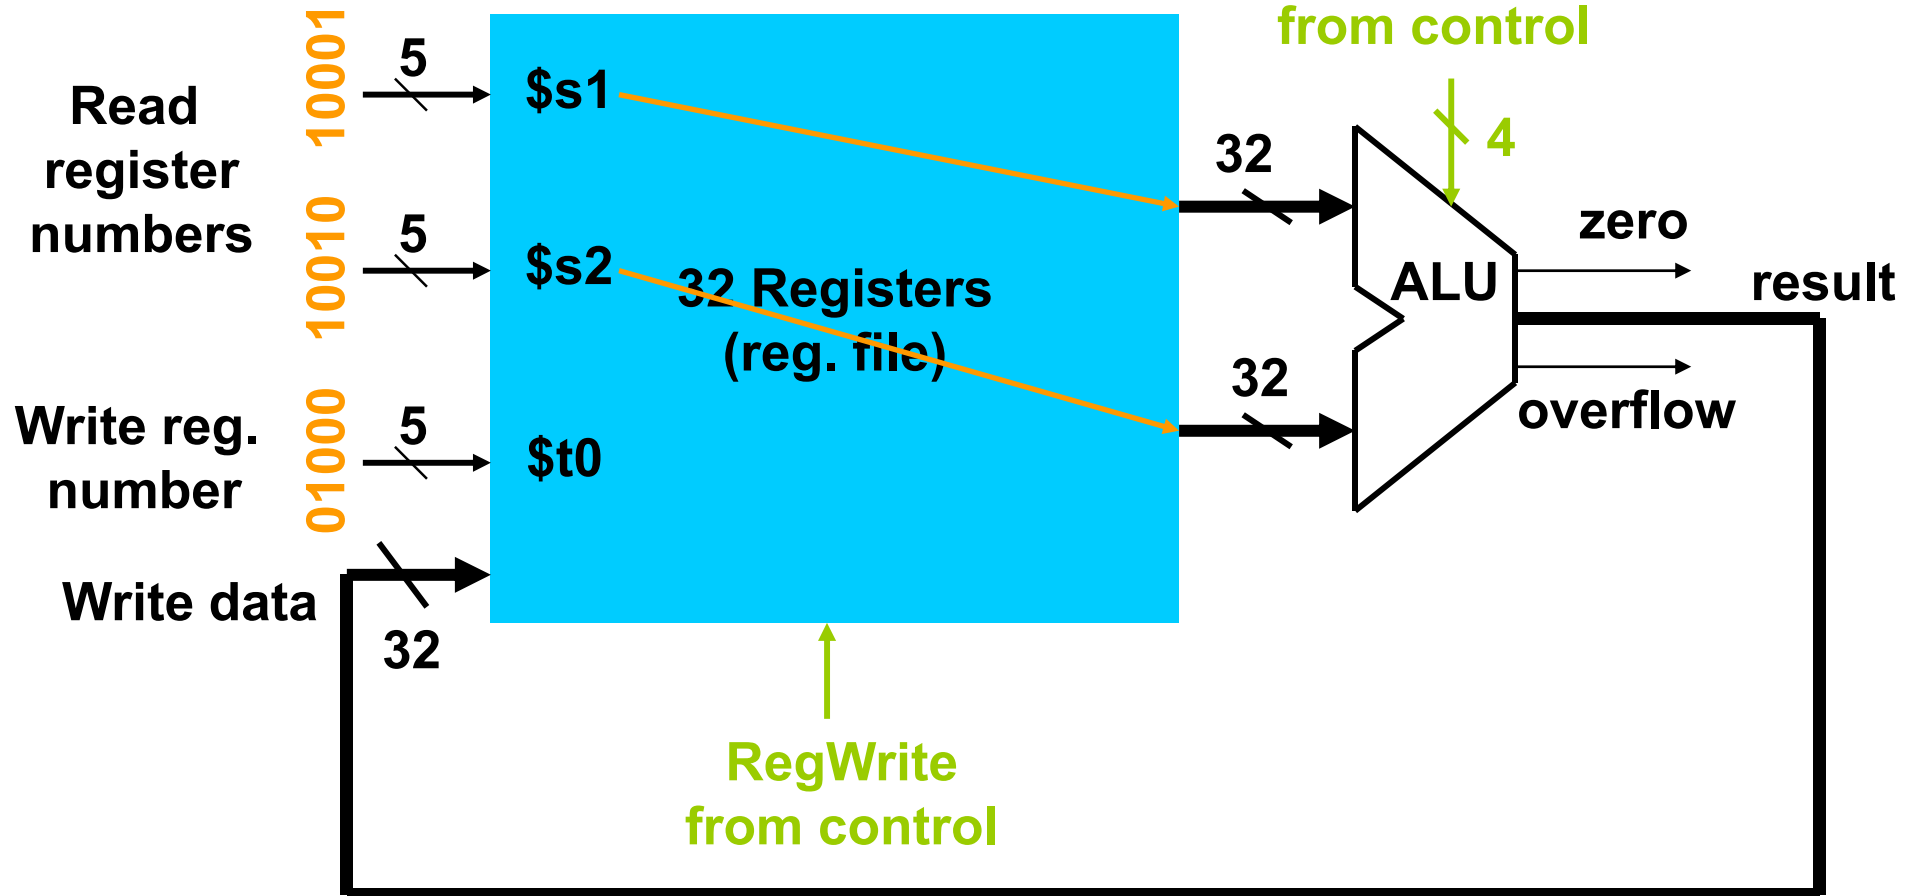 from control
10001
5
$s1
Read
register
numbers
4
32
10010
5
$s2
zero
32 Registers
(reg. file)
ALU
result
32
overflow
Write reg.
number
01000
5
$t0
Write data
32
RegWrite
from control